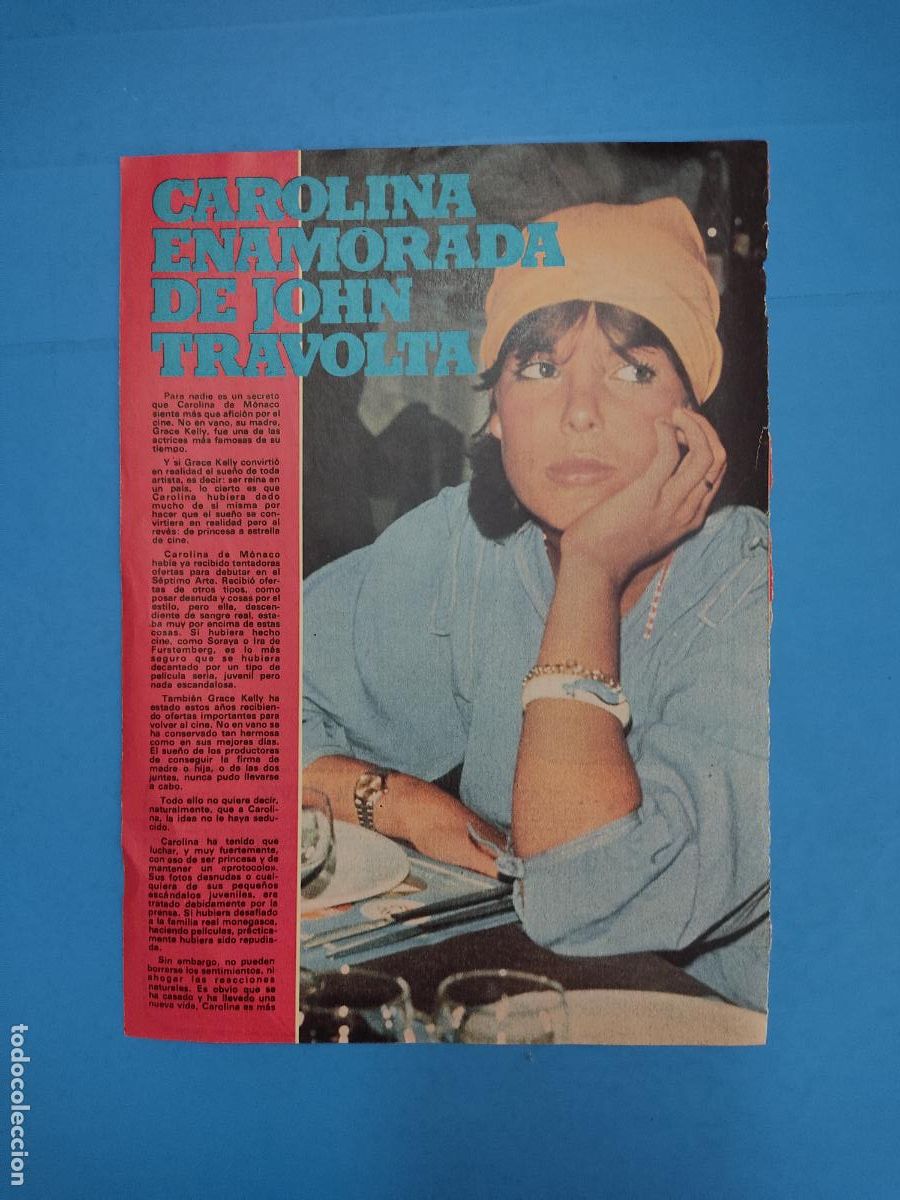 CAROLINA
ENAMORADA
DE JOHN
TRAVOLTA
Para nadie es un secreto
que Carolina de Mónaco
siente más que afición por el
cine. No en vano, su madre,
Grace Kelly, fue una de las
actrices más famosas de su
tiempo.
Y si Grace Kelly convirtió
en realidad el sueño de toda
artista, es decir: ser reina en
un país, lo cierto es que
Carolina hubiera dado
mucho de sí misma por
hacer que el sueño se con-
virtiera en realidad pero al
revés: de princesa a estrella
de cine.
Carolina de Mónaco
había ya recibido tentadoras
ofertas para debutar en el
Séptimo Arte. Recibió ofer-
tas de otros tipos, como
posar desnuda y cosas por el
estilo, pero ella, descen-
diente de sangre real, esta-
ba muy por encima de estas
cosas. Si hubiera hecho
cine, como Soraya o Ira de
Furstemberg, es lo más
seguro que se hubiera
decantado por un tipo de
película seria, juvenil pero
nada escandalosa.
También Grace Kelly ha
estado estos años recibien-
do ofertas importantes para
volver al cine. No en vano se
ha conservado tan hermosa
como en sus mejores días.
El sueño de los productores
de conseguir la firma de
madre o hija, o de las dos
juntas, nunca pudo llevarse
a cabo.
Todo ello no quiere decir,
naturalmente, que a Caroli-
na, la idea no le haya sedu-
cido.
Carolina ha tenido que
luchar, y muy fuertemente,
con eso de ser princesa y de
mantener un «protocolo».
Sus fotos desnudas o cual-
quiera de sus pequeños
escándalos juveniles, era
tratado debidamente por la
prensa. Si hubiera desafiado
a la familia real monegasca,
haciendo películas, práctica-
mente hubiera sido repudia-
da.
Sin embargo, no pueden
borrarse los sentimientos, ni
ahogar las reacciones
naturales. Es obvio que se
ha casado y ha llevado una
nueva vida, Carolina es más
todocoleccion